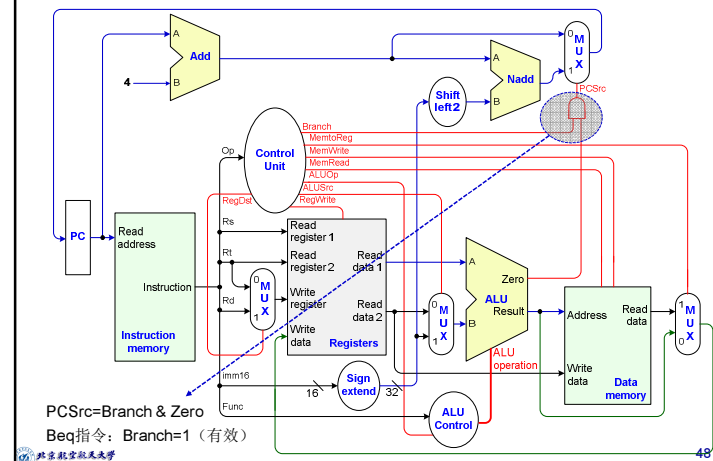 A
Add
B
4
0
M
U
X
1
A
Nadd
B
PCSrc
Shift
left2
Branch
MemtoReg
MemWrite
MemRead
ALUOp
ALUSrc
RegWrite
Op
Control
Unit
RegDst
PC
Read
address
Instruction
Instruction
memory
Rs
Rt
Rd
0
M
U
X
1
Read
register 1
Read
register2
Write
register
Write
data
Read
data 1
Read
data2
Registers
0
M
U
X
1
A
Zero
ALU
Result
B
ALU
operation
Address
Read
data
Write
data
Data
memory
1
M
U
X
0
imm16
16
Sign
extend
32
Func
ALU
Control
PCSrc=Branch & Zero
Beq指令：Branch=1（有效）
北京航空航天大学
48